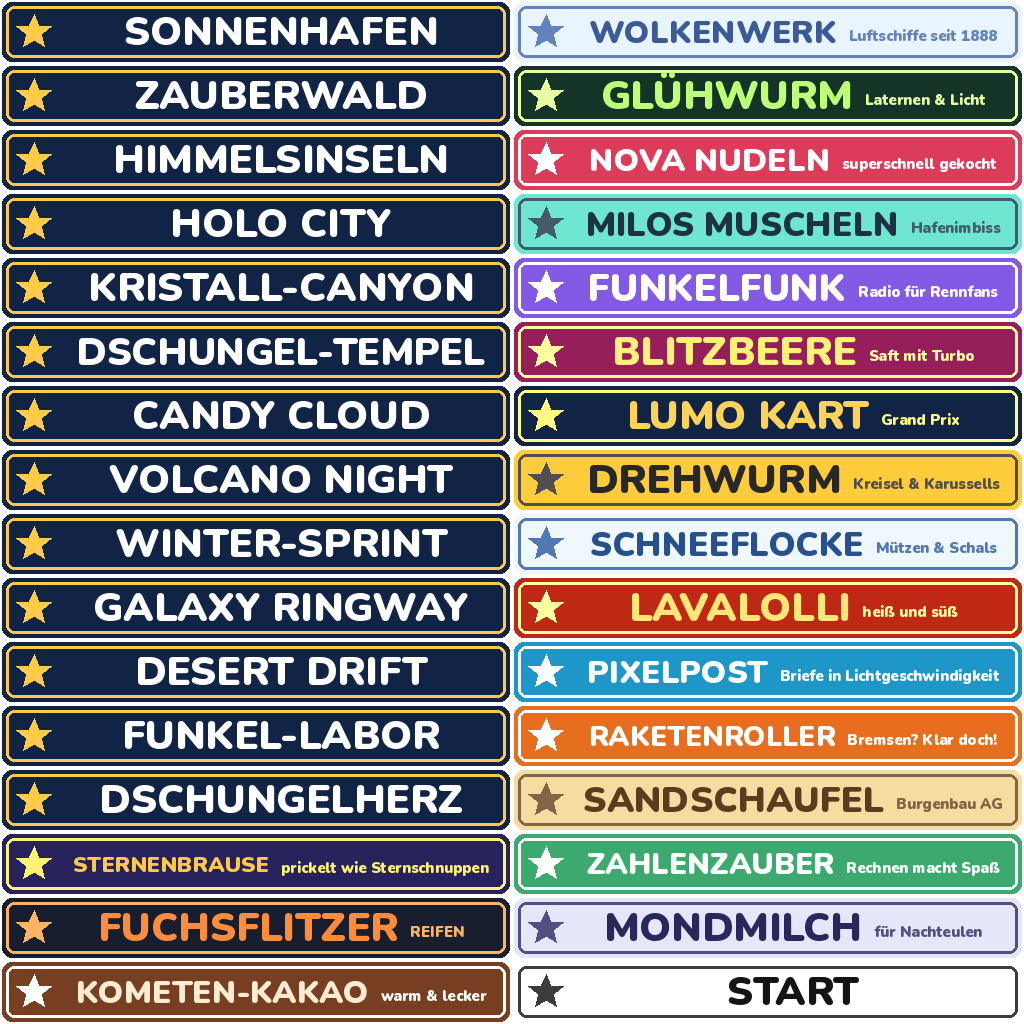 SONNENHAFEN
ZAUBERWALD
HIMMELSINSELN
HOLO CITY
KRISTALL-CANYON
DSCHUNGEL-TEMPEL
CANDY CLOUD
VOLCANO NIGHT
WINTER-SPRINT
GALAXY RINGWAY
DESERT DRIFT
FUNKEL-LABOR
DSCHUNGELHERZ
STERNENBRAUSE prickelt wie Sternschnuppen
FUCHSFLITZER REIFEN
KOMETEN-KAKAO warm & lecker
WOLKENWERK Luftschiffe seit 1888
GLÜHWURM Laternen & Licht
NOVA NUDELN superschnell gekocht
MILOS MUSCHELN Hafenimbiss
FUNKELFUNK Radio für Rennfans
BLITZBEERE Saft mit Turbo
LUMO KART Grand Prix
DREHWURM Kreisel & Karussells
SCHNEEFLOCKE Mützen & Schals
LAVALOLLI heiß und süß
PIXELPOST Briefe in Lichtgeschwindigkeit
RAKETENROLLER Bremsen? Klar doch!
SANDSCHAUFEL Burgenbau AG
ZAHLENZAUBER Rechnen macht Spaß
MONDMILCH für Nachteulen
START